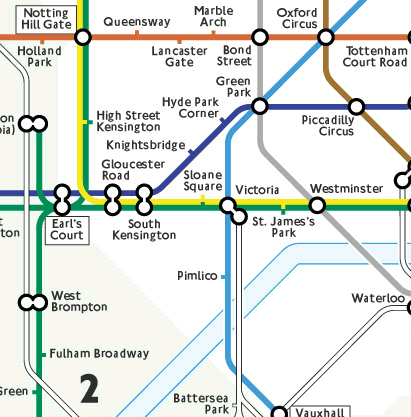 Notting
Hill Gate
Queensway
Marble
Arch
Oxford
Circus
Holland
Park
Lancaster
Gate
Bond
Street
Tottenham
Court Road
Green
Park
Hyde Park
Corner
High Street
Kensington
Piccadilly
Circus
Knightsbridge
Gloucester
Road
Sloane
Square
Victoria
Westminster
Earl's
Court
South
Kensington
St. James's
Park
Pimlico
West
Brompton
Waterloo
Fulham Broadway
2
Green
Battersea
Park
Vauxhall